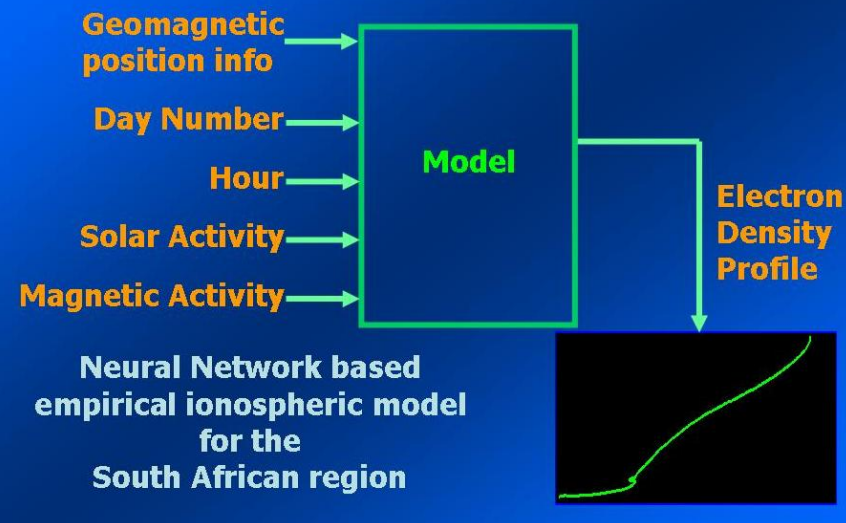 Geomagnetic
position info
Day Number
Hour
Solar Activity
Magnetic Activity
Model
Electron
Density
Profile
Neural Network based
empirical ionospheric model
for the
South African region